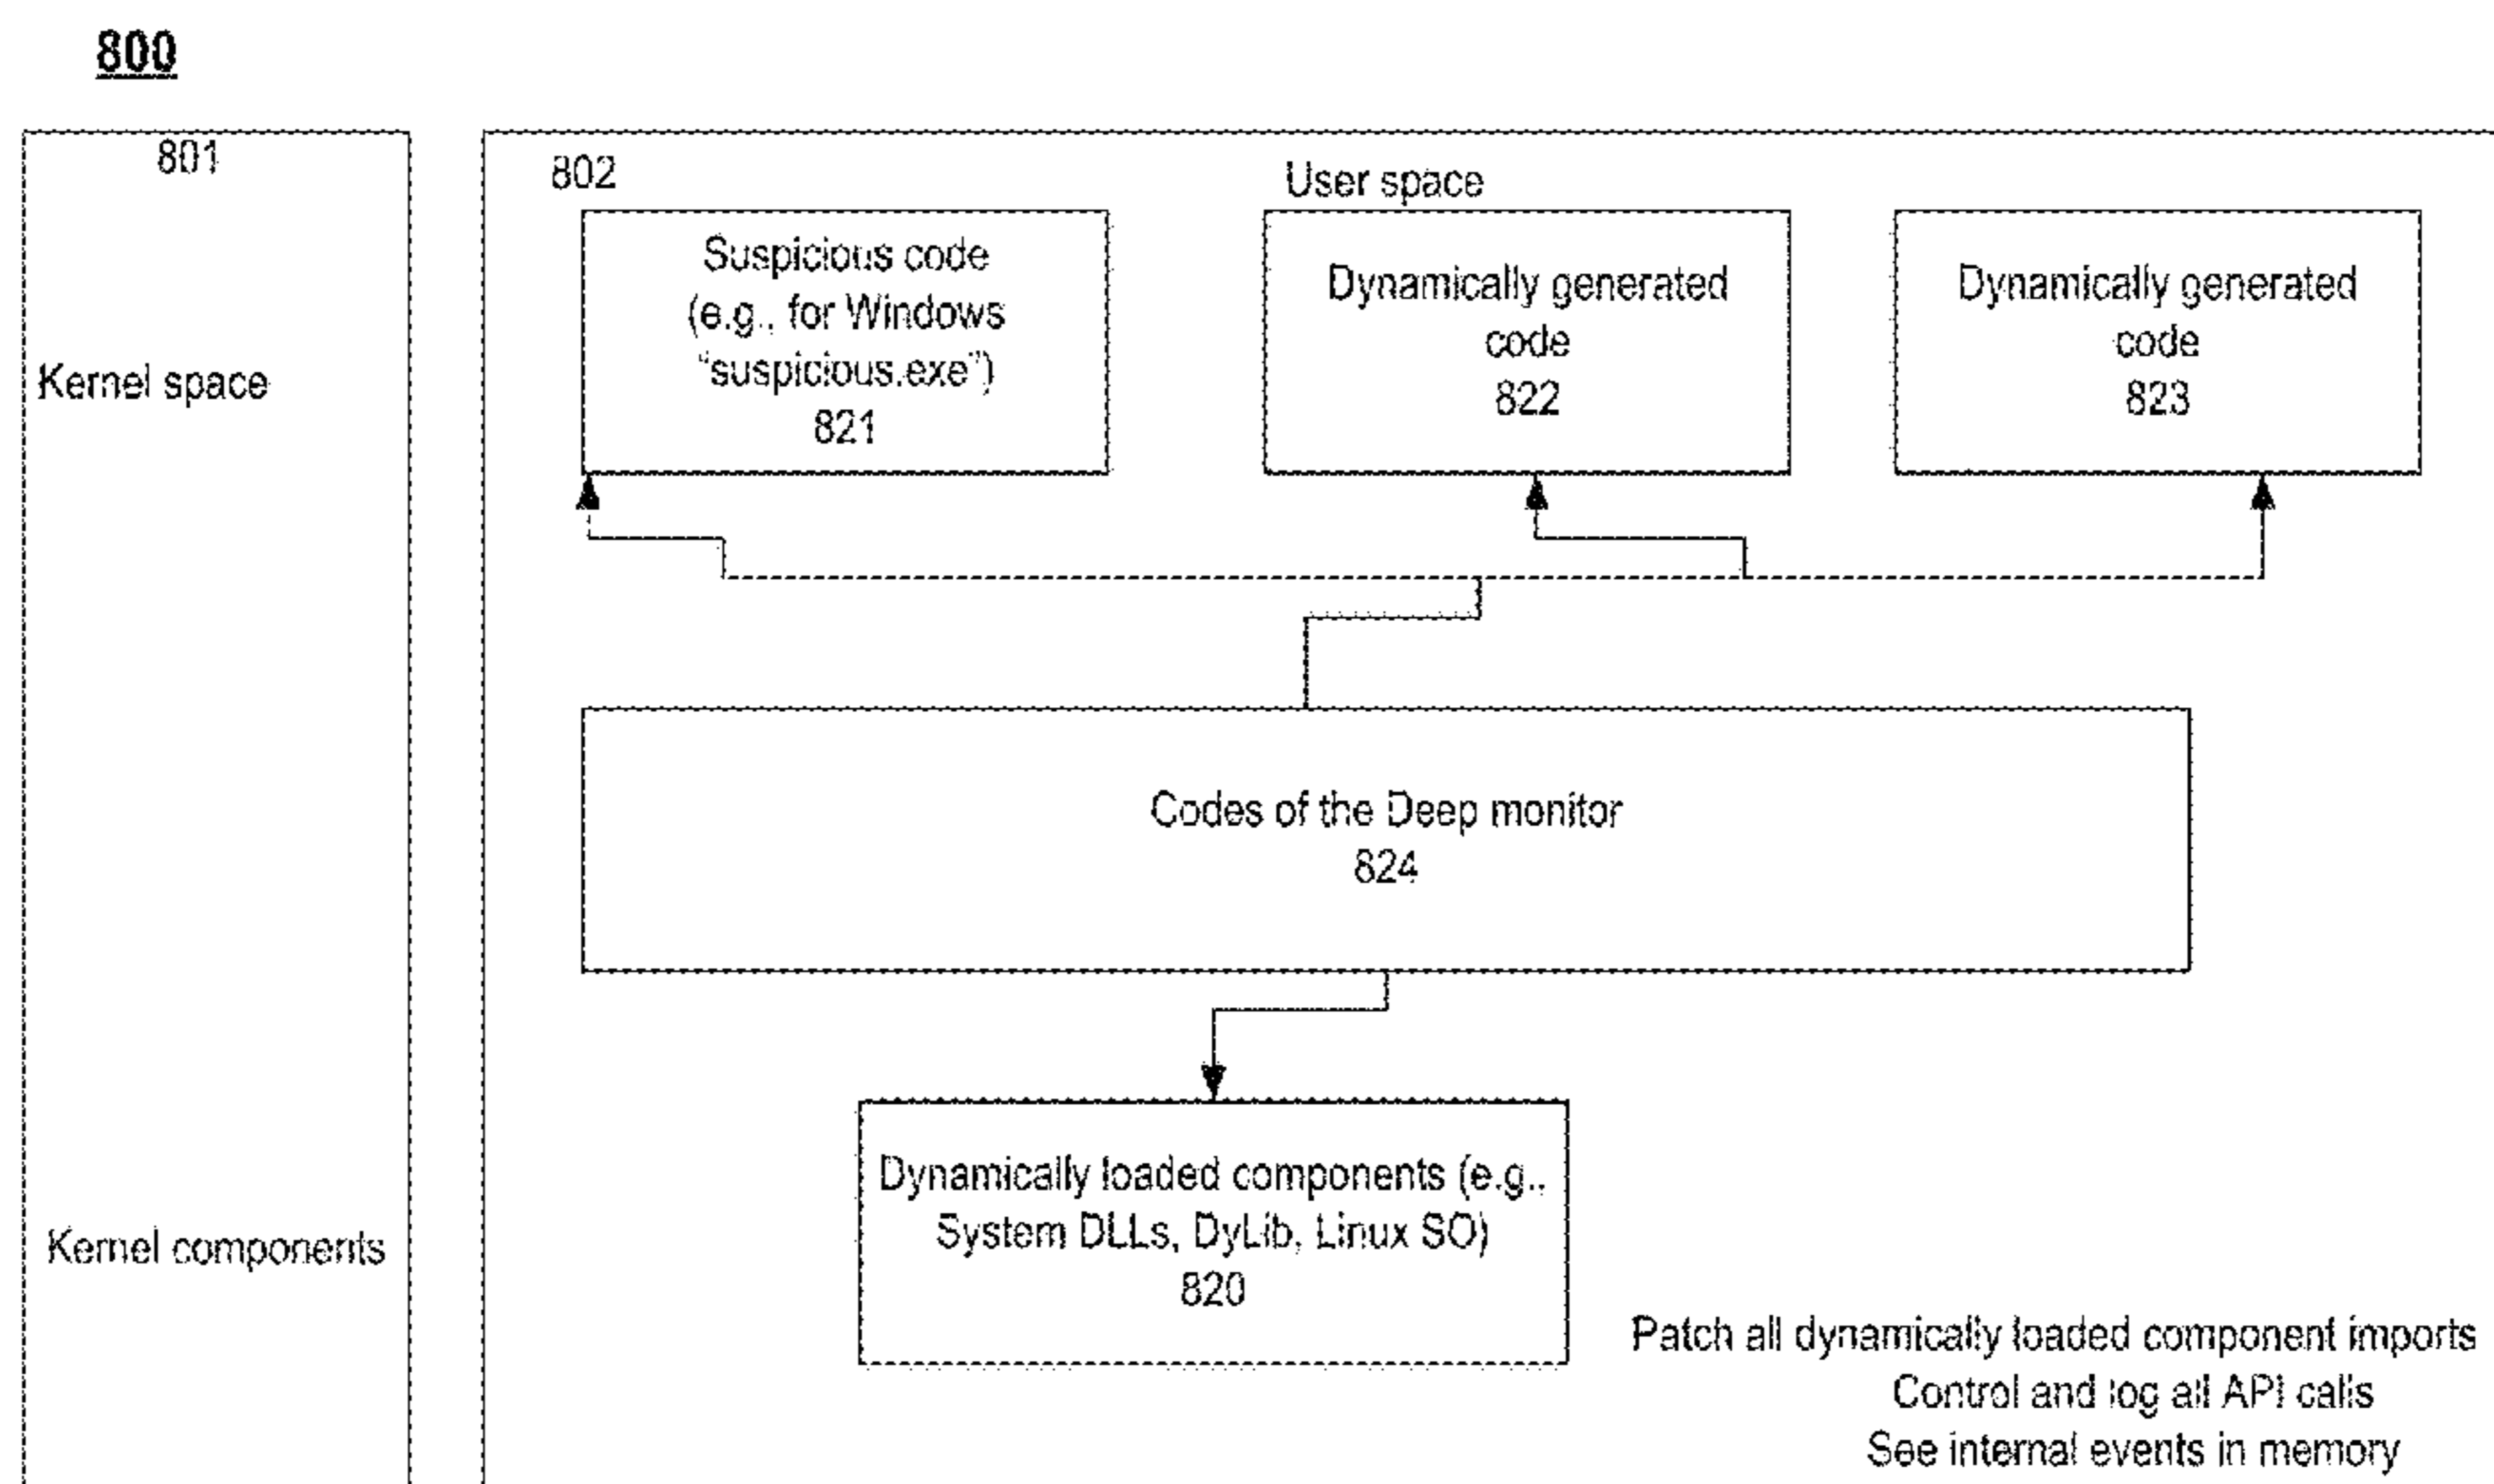 800
801
Kernel space
Kernel components
802
User space
Suspicious code
(e.g., for Windows
"suspicious.exe")
821
Dynamically generated
code
822
Dynamically generated
code
823
Codes of the Deep monitor
824
Dynamically loaded components (e.g.,
System DLLs, DyLib, Linux SO)
820
Patch all dynamically loaded component imports
Control and log all API calls
See internal events in memory